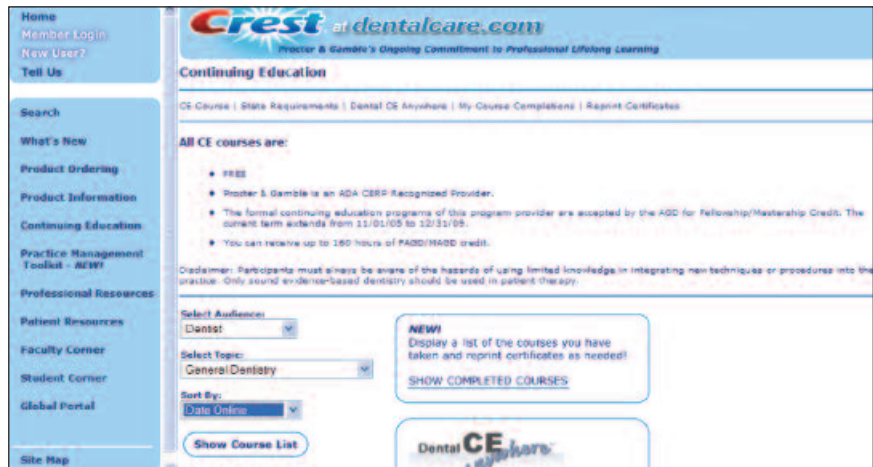 Home
Member Login
New User?
Tell Us
Search
What's New
Product Ordering
Product Information
Continuing Education
Practice Management
Toolkit - NEW!
Professional Resources
Patient Resources
Faculty Corner
Student Corner
Global Portal
Site Map
Crest at dentalcare.com
Procter & Gamble's Ongoing Commitment to Professional Lifelong Learning
Continuing Education
CE Course | State Requirements | Dental CE Anywhere | My Course Completions | Reprint Certificates
All CE courses are:
• FREE
• Procter & Gamble is an ADA CERP Recognized Provider.
• The formal continuing education programs of this program provider are accepted by the AGD for Fellowship/Mastership Credit. The
current term extends from 11/01/05 to 12/31/09.
• You can receive up to 160 hours of FAGD/MAGD credit.
Disclaimer: Participants must always be aware of the hazards of using limited knowledge in integrating new techniques or procedures into the
practice. Only sound evidence-based dentistry should be used in patient therapy.
Select Audience:
Dentist
Select Topic:
General Dentistry
Sort By:
Date Online
Show Course List
NEW!
Display a list of the courses you have
taken and reprint certificates as needed!
SHOW COMPLETED COURSES
Dental CE
Anywhere